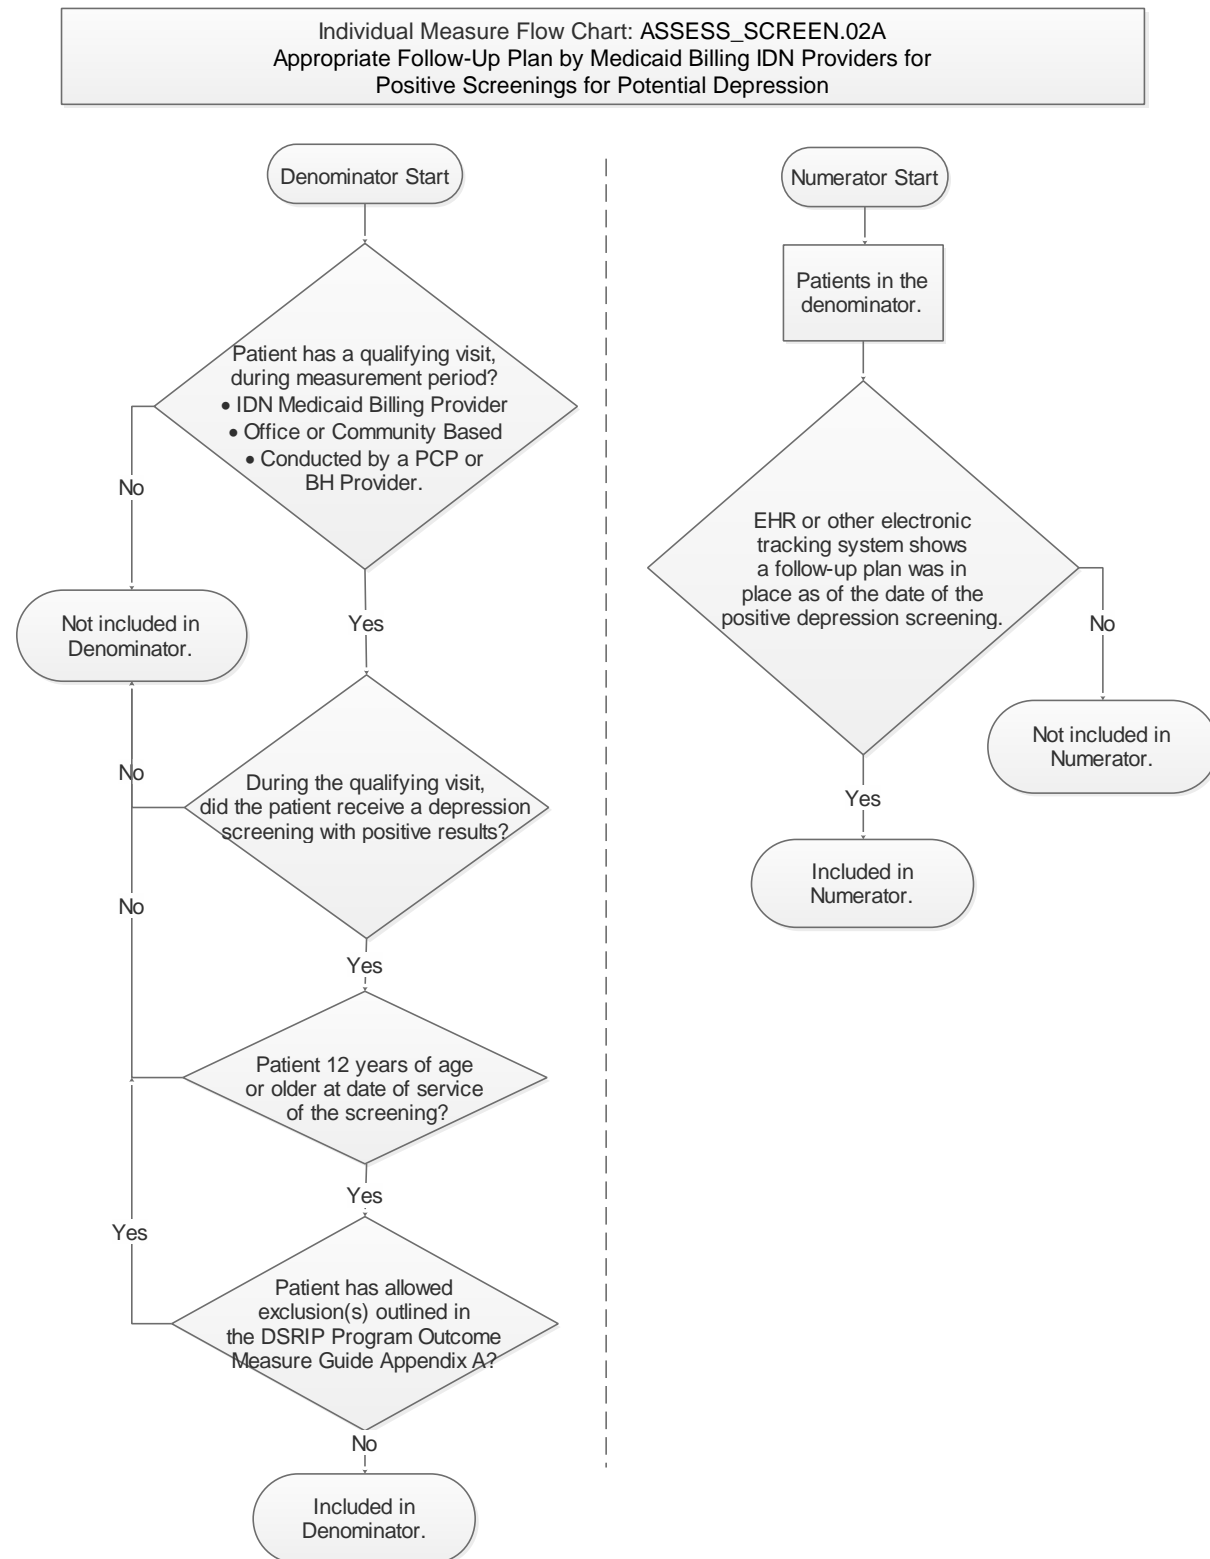 Individual Measure Flow Chart: ASSESS_SCREEN.02A
Appropriate Follow-Up Plan by Medicaid Billing IDN Providers for
Positive Screenings for Potential Depression
Denominator Start
Patient has a qualifying visit,
during measurement period?
• IDN Medicaid Billing Provider
• Office or Community Based
• Conducted by a PCP or
BH Provider.
No
Not included in
Denominator.
Yes
During the qualifying visit,
did the patient receive a depression
screening with positive results?
No
No
Yes
Patient 12 years of age
or older at date of service
of the screening?
Yes
Yes
Patient has allowed
exclusion(s) outlined in
the DSRIP Program Outcome
Measure Guide Appendix A?
No
Included in
Denominator.
Numerator Start
Patients in the
denominator.
EHR or other electronic
tracking system shows
a follow-up plan was in
place as of the date of the
positive depression screening.
No
Not included in
Numerator.
Yes
Included in
Numerator.